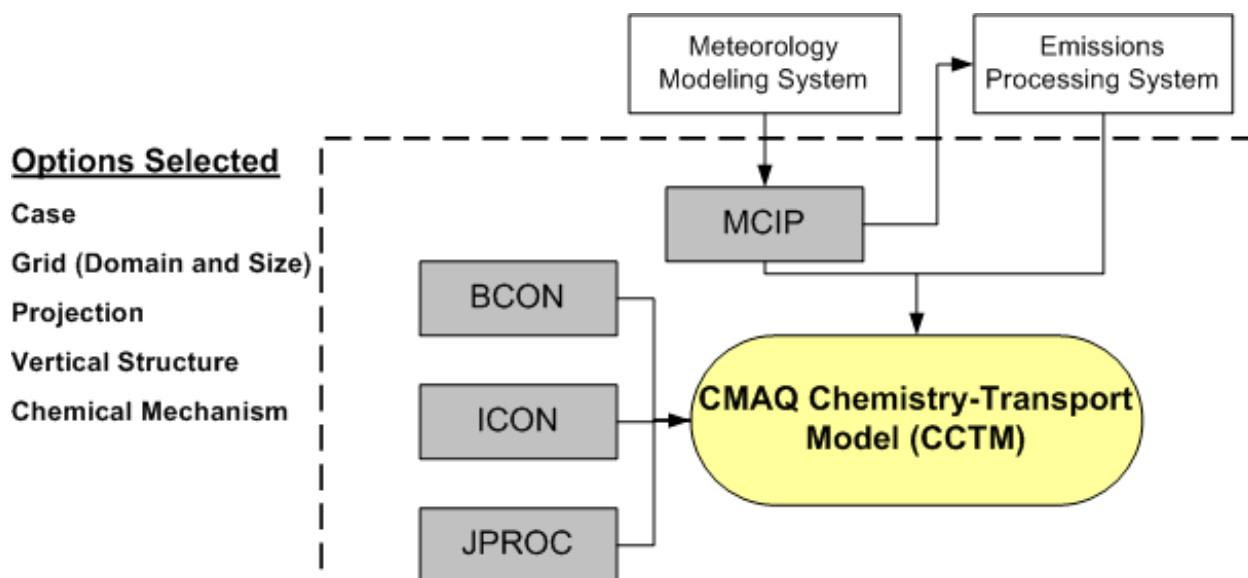 Meteorology
Modeling System
Emissions
Processing System
Options Selected
Case
Grid (Domain and Size)
Projection
Vertical Structure
Chemical Mechanism
MCIP
BCON
ICON
JPROC
CMAQ Chemistry-Transport
Model (CCTM)